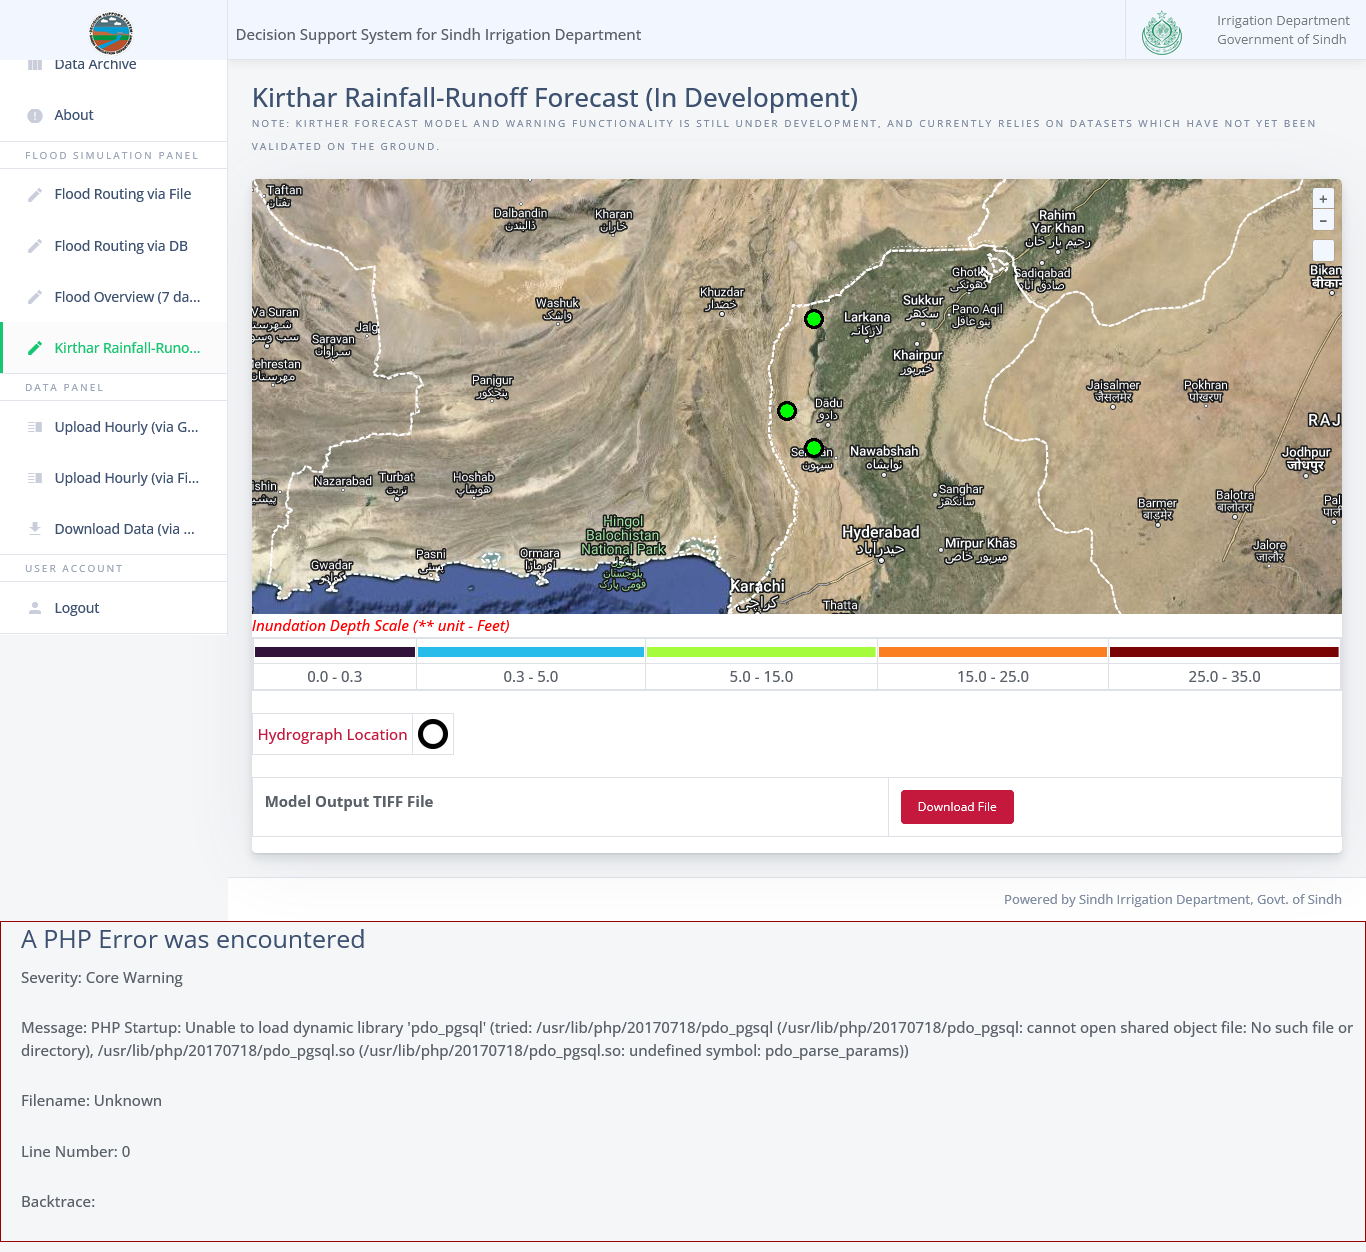 Decision Support System for Sindh Irrigation Department
Irrigation Department
Government of Sindh
Data Archive
About
FLOOD SIMULATION PANEL
Flood Routing via File
Flood Routing via DB
Flood Overview (7 da...
Kirthar Rainfall-Runo...
DATA PANEL
Upload Hourly (via G...
Upload Hourly (via Fi...
Download Data (via ...
USER ACCOUNT
Logout
Kirthar Rainfall-Runoff Forecast (In Development)
NOTE: KIRTHER FORECAST MODEL AND WARNING FUNCTIONALITY IS STILL UNDER DEVELOPMENT, AND CURRENTLY RELIES ON DATASETS WHICH HAVE NOT YET BEEN
VALIDATED ON THE GROUND.
+
−
Taftan
تفتان
Dalbandin
دالبندن
Kharan
خاران
Rahim
Yar Khan
رحیم یار خان
Ghotki
گھوٹکی
Sadiqabad
صادق آباد
Bikan
बीकान
Khuzdar
خضدار
Washuk
واشک
Sukkur
سکھر
Pano Aqil
پنو عاقل
Larkana
لاڑکانہ
Khairpur
خیرپور
Va Suran
Jalg
Saravan
سراوان
Mehrestan
مهرستان
Panjgur
پنجگور
Dadu
دادو
Jaisalmer
जैसलमेर
Pokhran
पोखरण
RAJ
Jodhpur
जोधपुर
سیہون
Nawabshah
نوابشاہ
Nazarabad
Turbat
تربت
Hoshab
ھوشاپ
ishin
Sanghar
سانگھڑ
Barmer
बाड़मेर
Balotra
बालोतरा
Pal
पाली
Hingol
Balochistan
National Park
ہنگول
بلوچستان
قومی پارک
Hyderabad
حیدرآباد
Mirpur Khās
میرپور خاص
Jalore
जालौर
Gwadar
گوادر
Pasni
پسنی
Ormara
اورماڑا
Karachi
کراچی
Thatta
Inundation Depth Scale (** unit - Feet)
0.0 - 0.3
0.3 - 5.0
5.0 - 15.0
15.0 - 25.0
25.0 - 35.0
Hydrograph Location
Model Output TIFF File
Download File
Powered by Sindh Irrigation Department, Govt. of Sindh
A PHP Error was encountered
Severity: Core Warning
Message: PHP Startup: Unable to load dynamic library 'pdo_pgsql' (tried: /usr/lib/php/20170718/pdo_pgsql (/usr/lib/php/20170718/pdo_pgsql: cannot open shared object file: No such file or
directory), /usr/lib/php/20170718/pdo_pgsql.so (/usr/lib/php/20170718/pdo_pgsql.so: undefined symbol: pdo_parse_params))
Filename: Unknown
Line Number: 0
Backtrace: